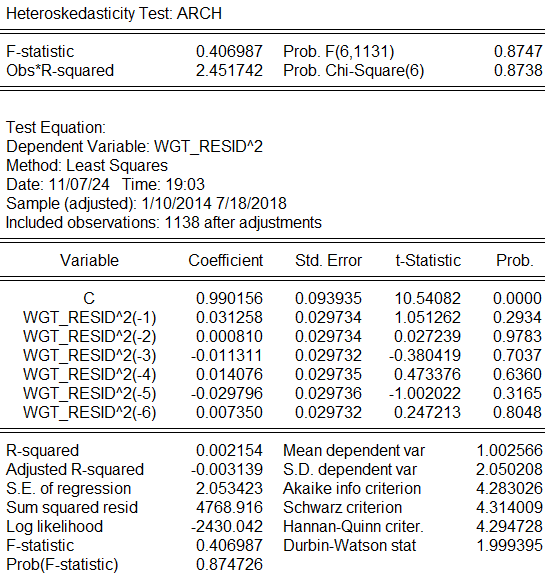 Heteroskedasticity Test: ARCH
F-statistic 0.406987 Prob. F(6,1131) 0.8747
Obs*R-squared 2.451742 Prob. Chi-Square(6) 0.8738
Test Equation:
Dependent Variable: WGT_RESID^2
Method: Least Squares
Date: 11/07/24 Time: 19:03
Sample (adjusted): 1/10/2014 7/18/2018
Included observations: 1138 after adjustments
Variable Coefficient Std. Error t-Statistic Prob.
C 0.990156 0.093935 10.54082 0.0000
WGT_RESID^2(-1) 0.031258 0.029734 1.051262 0.2934
WGT_RESID^2(-2) 0.000810 0.029734 0.027239 0.9783
WGT_RESID^2(-3) -0.011311 0.029732 -0.380419 0.7037
WGT_RESID^2(-4) 0.014076 0.029735 0.473376 0.6360
WGT_RESID^2(-5) -0.029796 0.029736 -1.002022 0.3165
WGT_RESID^2(-6) 0.007350 0.029732 0.247213 0.8048
R-squared 0.002154 Mean dependent var 1.002566
Adjusted R-squared -0.003139 S.D. dependent var 2.050208
S.E. of regression 2.053423 Akaike info criterion 4.283026
Sum squared resid 4768.916 Schwarz criterion 4.314009
Log likelihood -2430.042 Hannan-Quinn criter. 4.294728
F-statistic 0.406987 Durbin-Watson stat 1.999395
Prob(F-statistic) 0.874726